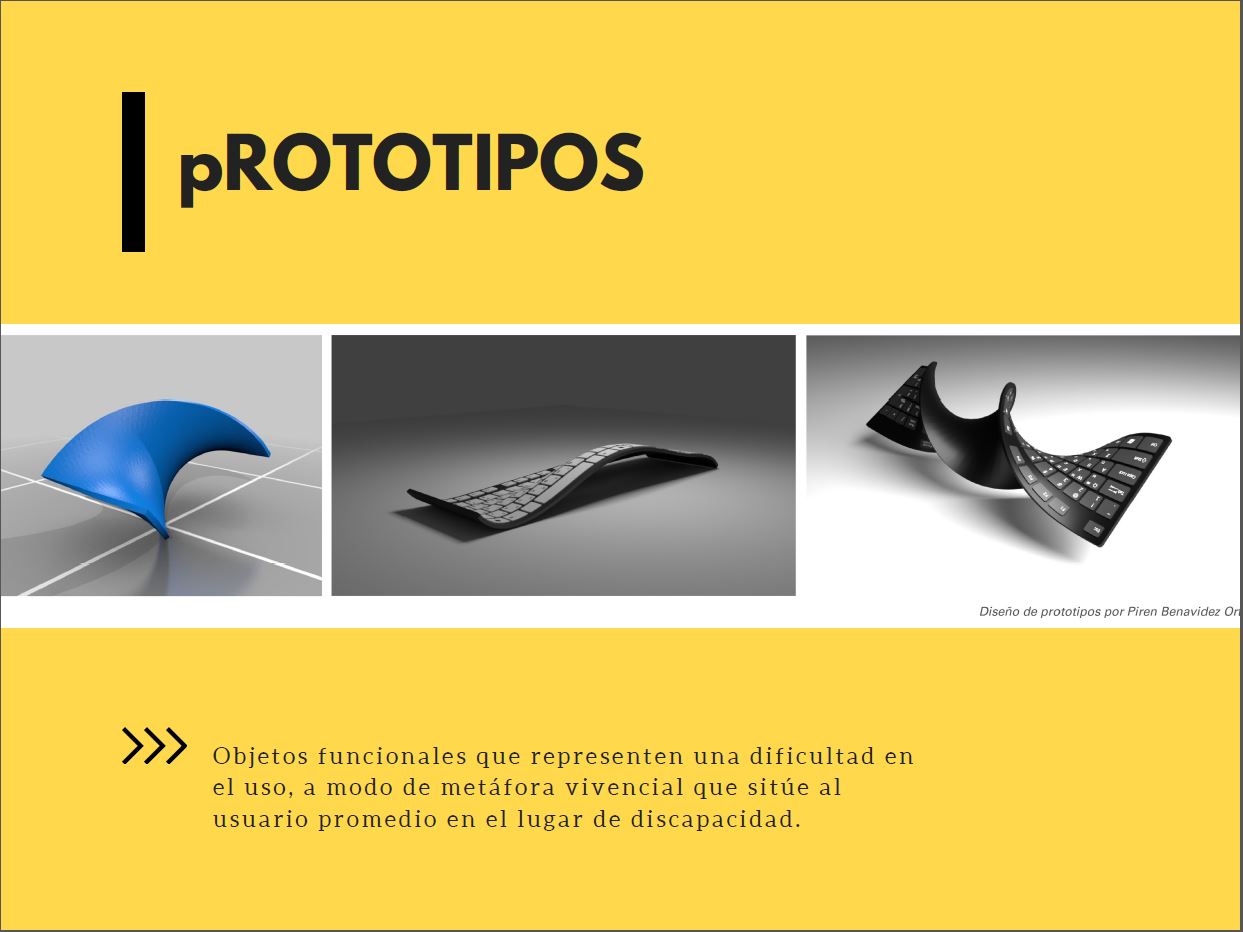 pROTOTIPOS
Diseño de prototipos por Piren Benavidez
Objetos funcionales que representen una dificultad en
el uso, a modo de metáfora vivencial que sitúe al
usuario promedio en el lugar de discapacidad.